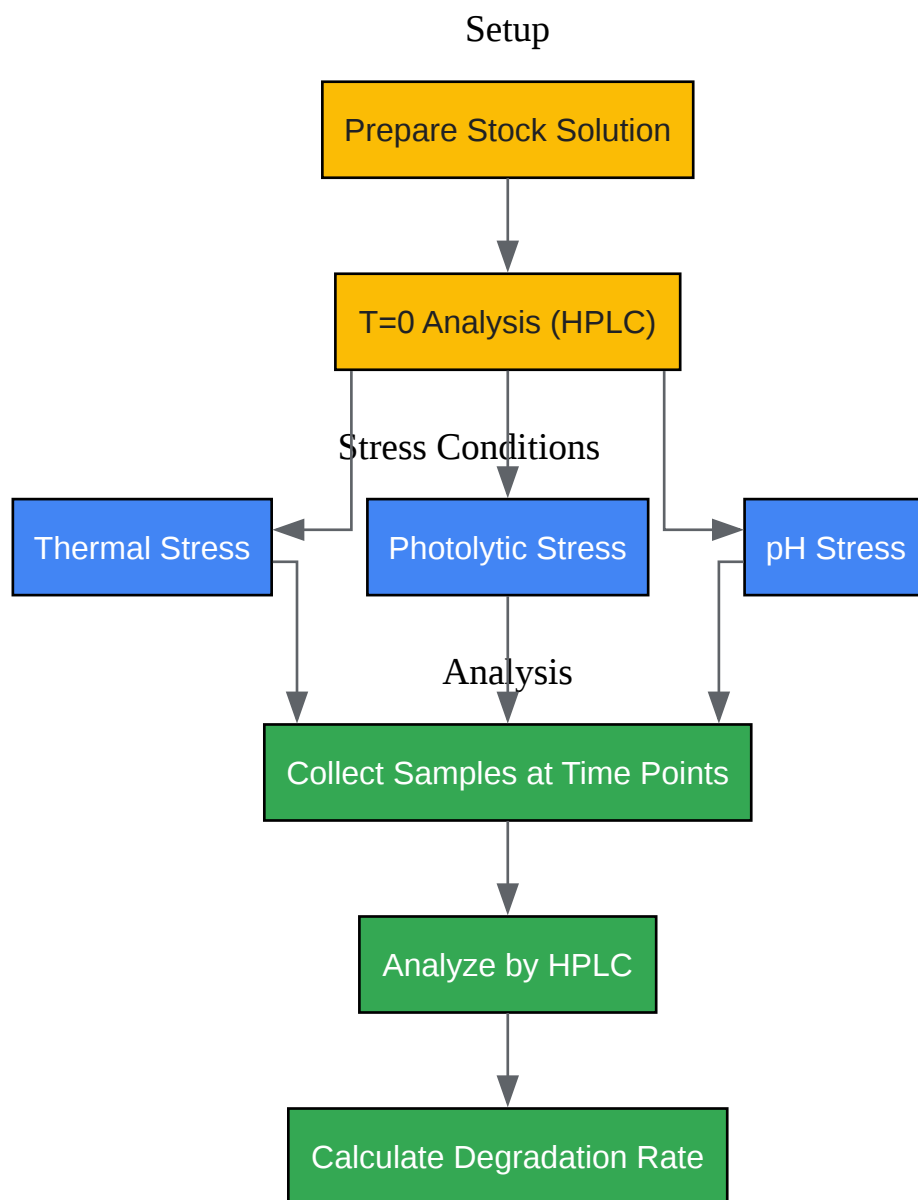 Setup
Prepare Stock Solution
T=0 Analysis (HPLC)
Stress Conditions
Thermal Stress
Photolytic Stress
pH Stress
Analysis
Collect Samples at Time Points
Analyze by HPLC
Calculate Degradation Rate